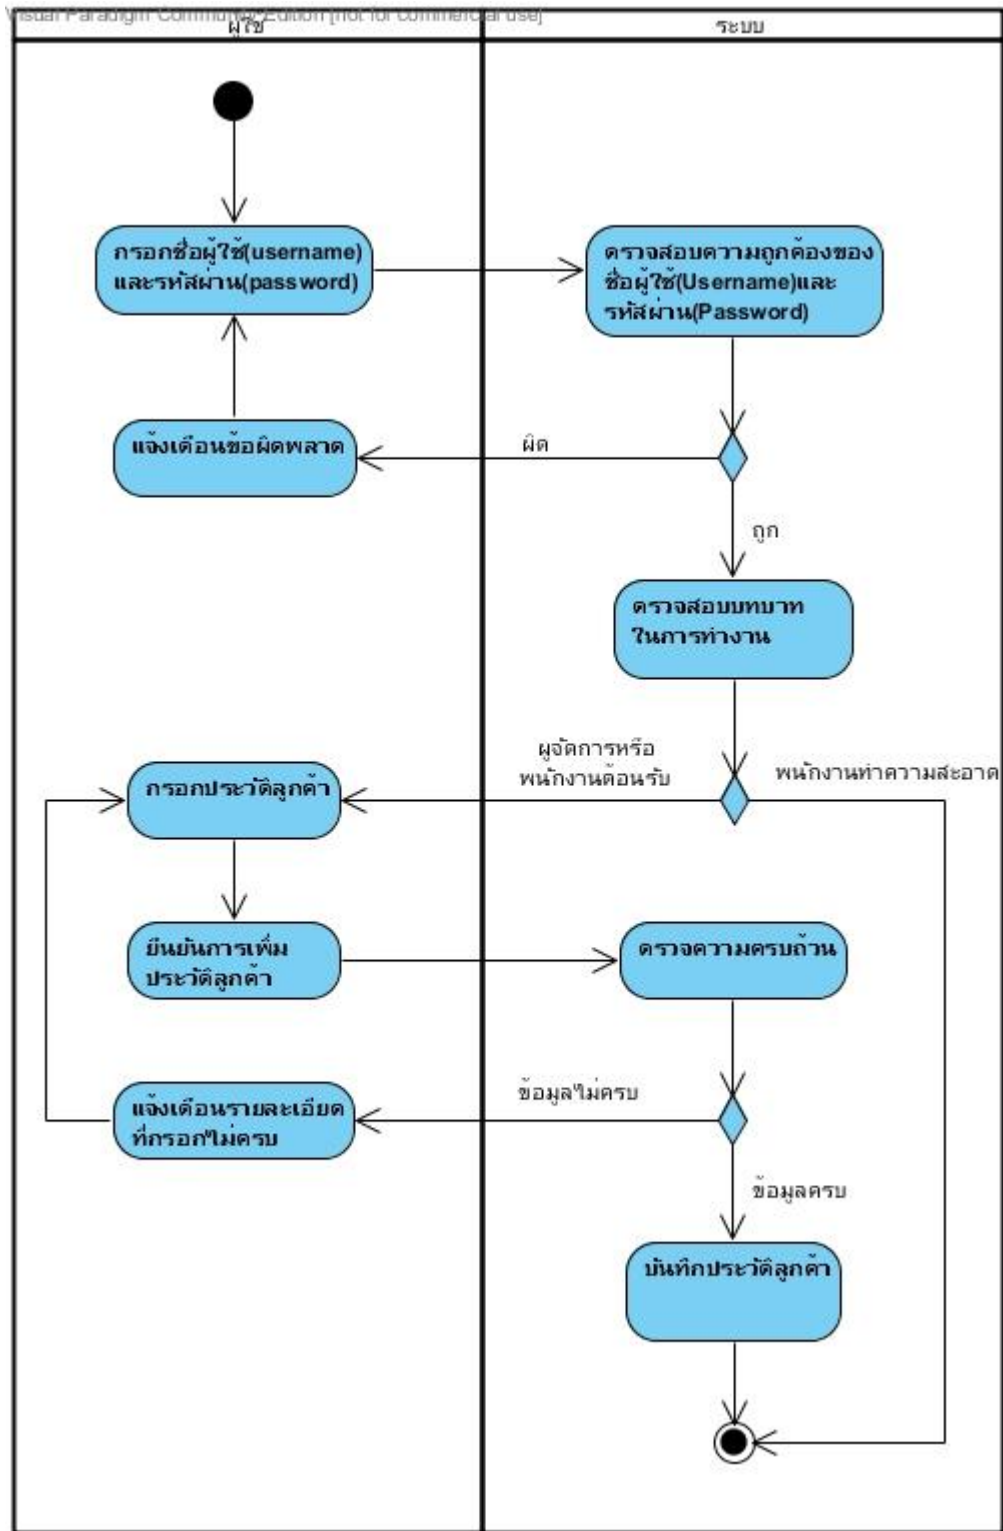 Visual Paradigm Community Edition [not for commercial use]
ผู้ใช้
ระบบ
กรอกชื่อผู้ใช้(username)
และรหัสผ่าน(password)
ตรวจสอบความถูกต้องของ
ชื่อผู้ใช้(Username)และ
รหัสผ่าน(Password)
แจ้งเตือนข้อผิดพลาด
ผิด
ถูก
ตรวจสอบบทบาท
ในการทำงาน
ผู้จัดการหรือ
พนักงานต้อนรับ
พนักงานทำความสะอาด
กรอกประวัติลูกค้า
ยืนยันการเพิ่ม
ประวัติลูกค้า
ตรวจความครบถ้วน
ข้อมูลไม่ครบ
แจ้งเตือนรายละเอียด
ที่กรอกไม่ครบ
ข้อมูลครบ
บันทึกประวัติลูกค้า